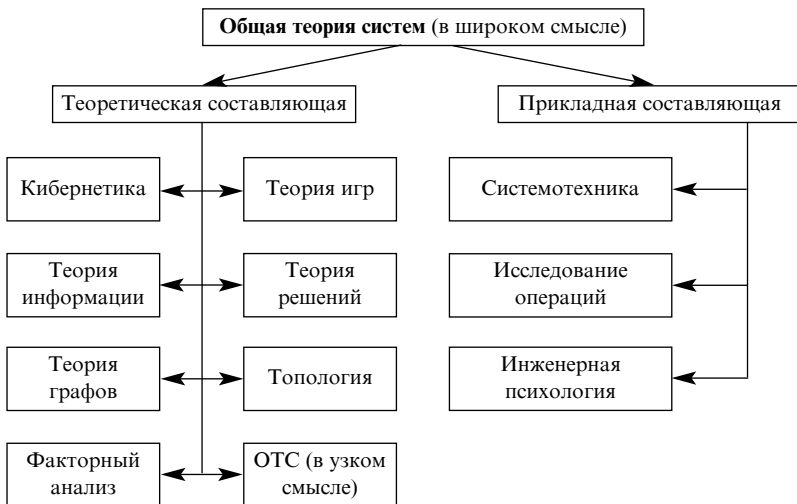 Общая теория систем (в широком смысле)
Теоретическая составляющая
Прикладная составляющая
Кибернетика
Теория игр
Системотехника
Теория
информации
Теория
решений
Исследование
операций
Теория
графов
Топология
Инженерная
психология
Факторный
анализ
ОТС (в узком
смысле)